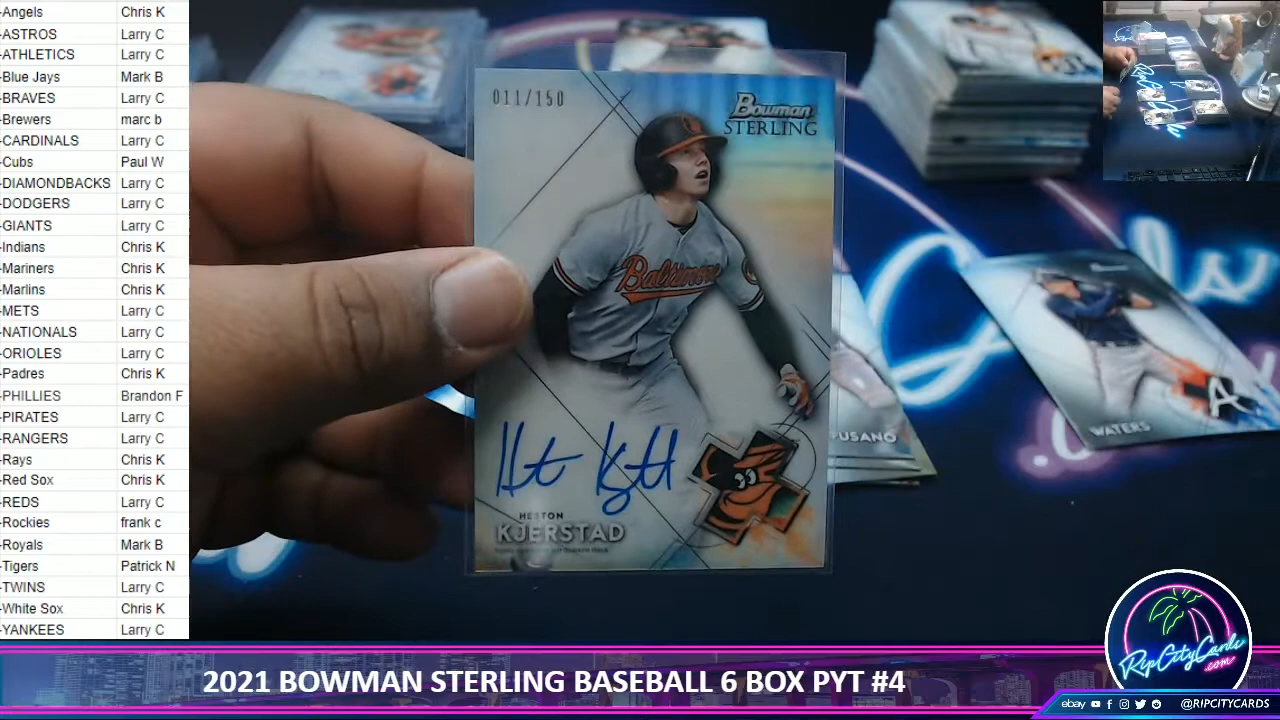 -Angels Chris K
-ASTROS Larry C
-ATHLETICS Larry C
-Blue Jays Mark B
-BRAVES Larry C
-Brewers marc b
-CARDINALS Larry C
-Cubs Paul W
-DIAMONDBACKS Larry C
-DODGERS Larry C
-GIANTS Larry C
-Indians Chris K
-Mariners Chris K
-Marlins Chris K
-METS Larry C
-NATIONALS Larry C
-ORIOLES Larry C
-Padres Chris K
-PHILLIES Brandon F
-PIRATES Larry C
-RANGERS Larry C
-Rays Chris K
-Red Sox Chris K
-REDS Larry C
-Rockies frank c
-Royals Mark B
-Tigers Patrick N
-TWINS Larry C
-White Sox Chris K
-YANKEES Larry C
011/150
Bowman
STERLING
Baltimore
HESTON
KJERSTAD
PUSANO
WATERS
A
RipCityCards
.com
2021 BOWMAN STERLING BASEBALL 6 BOX PYT #4
ebay @RIPCITYCARDS